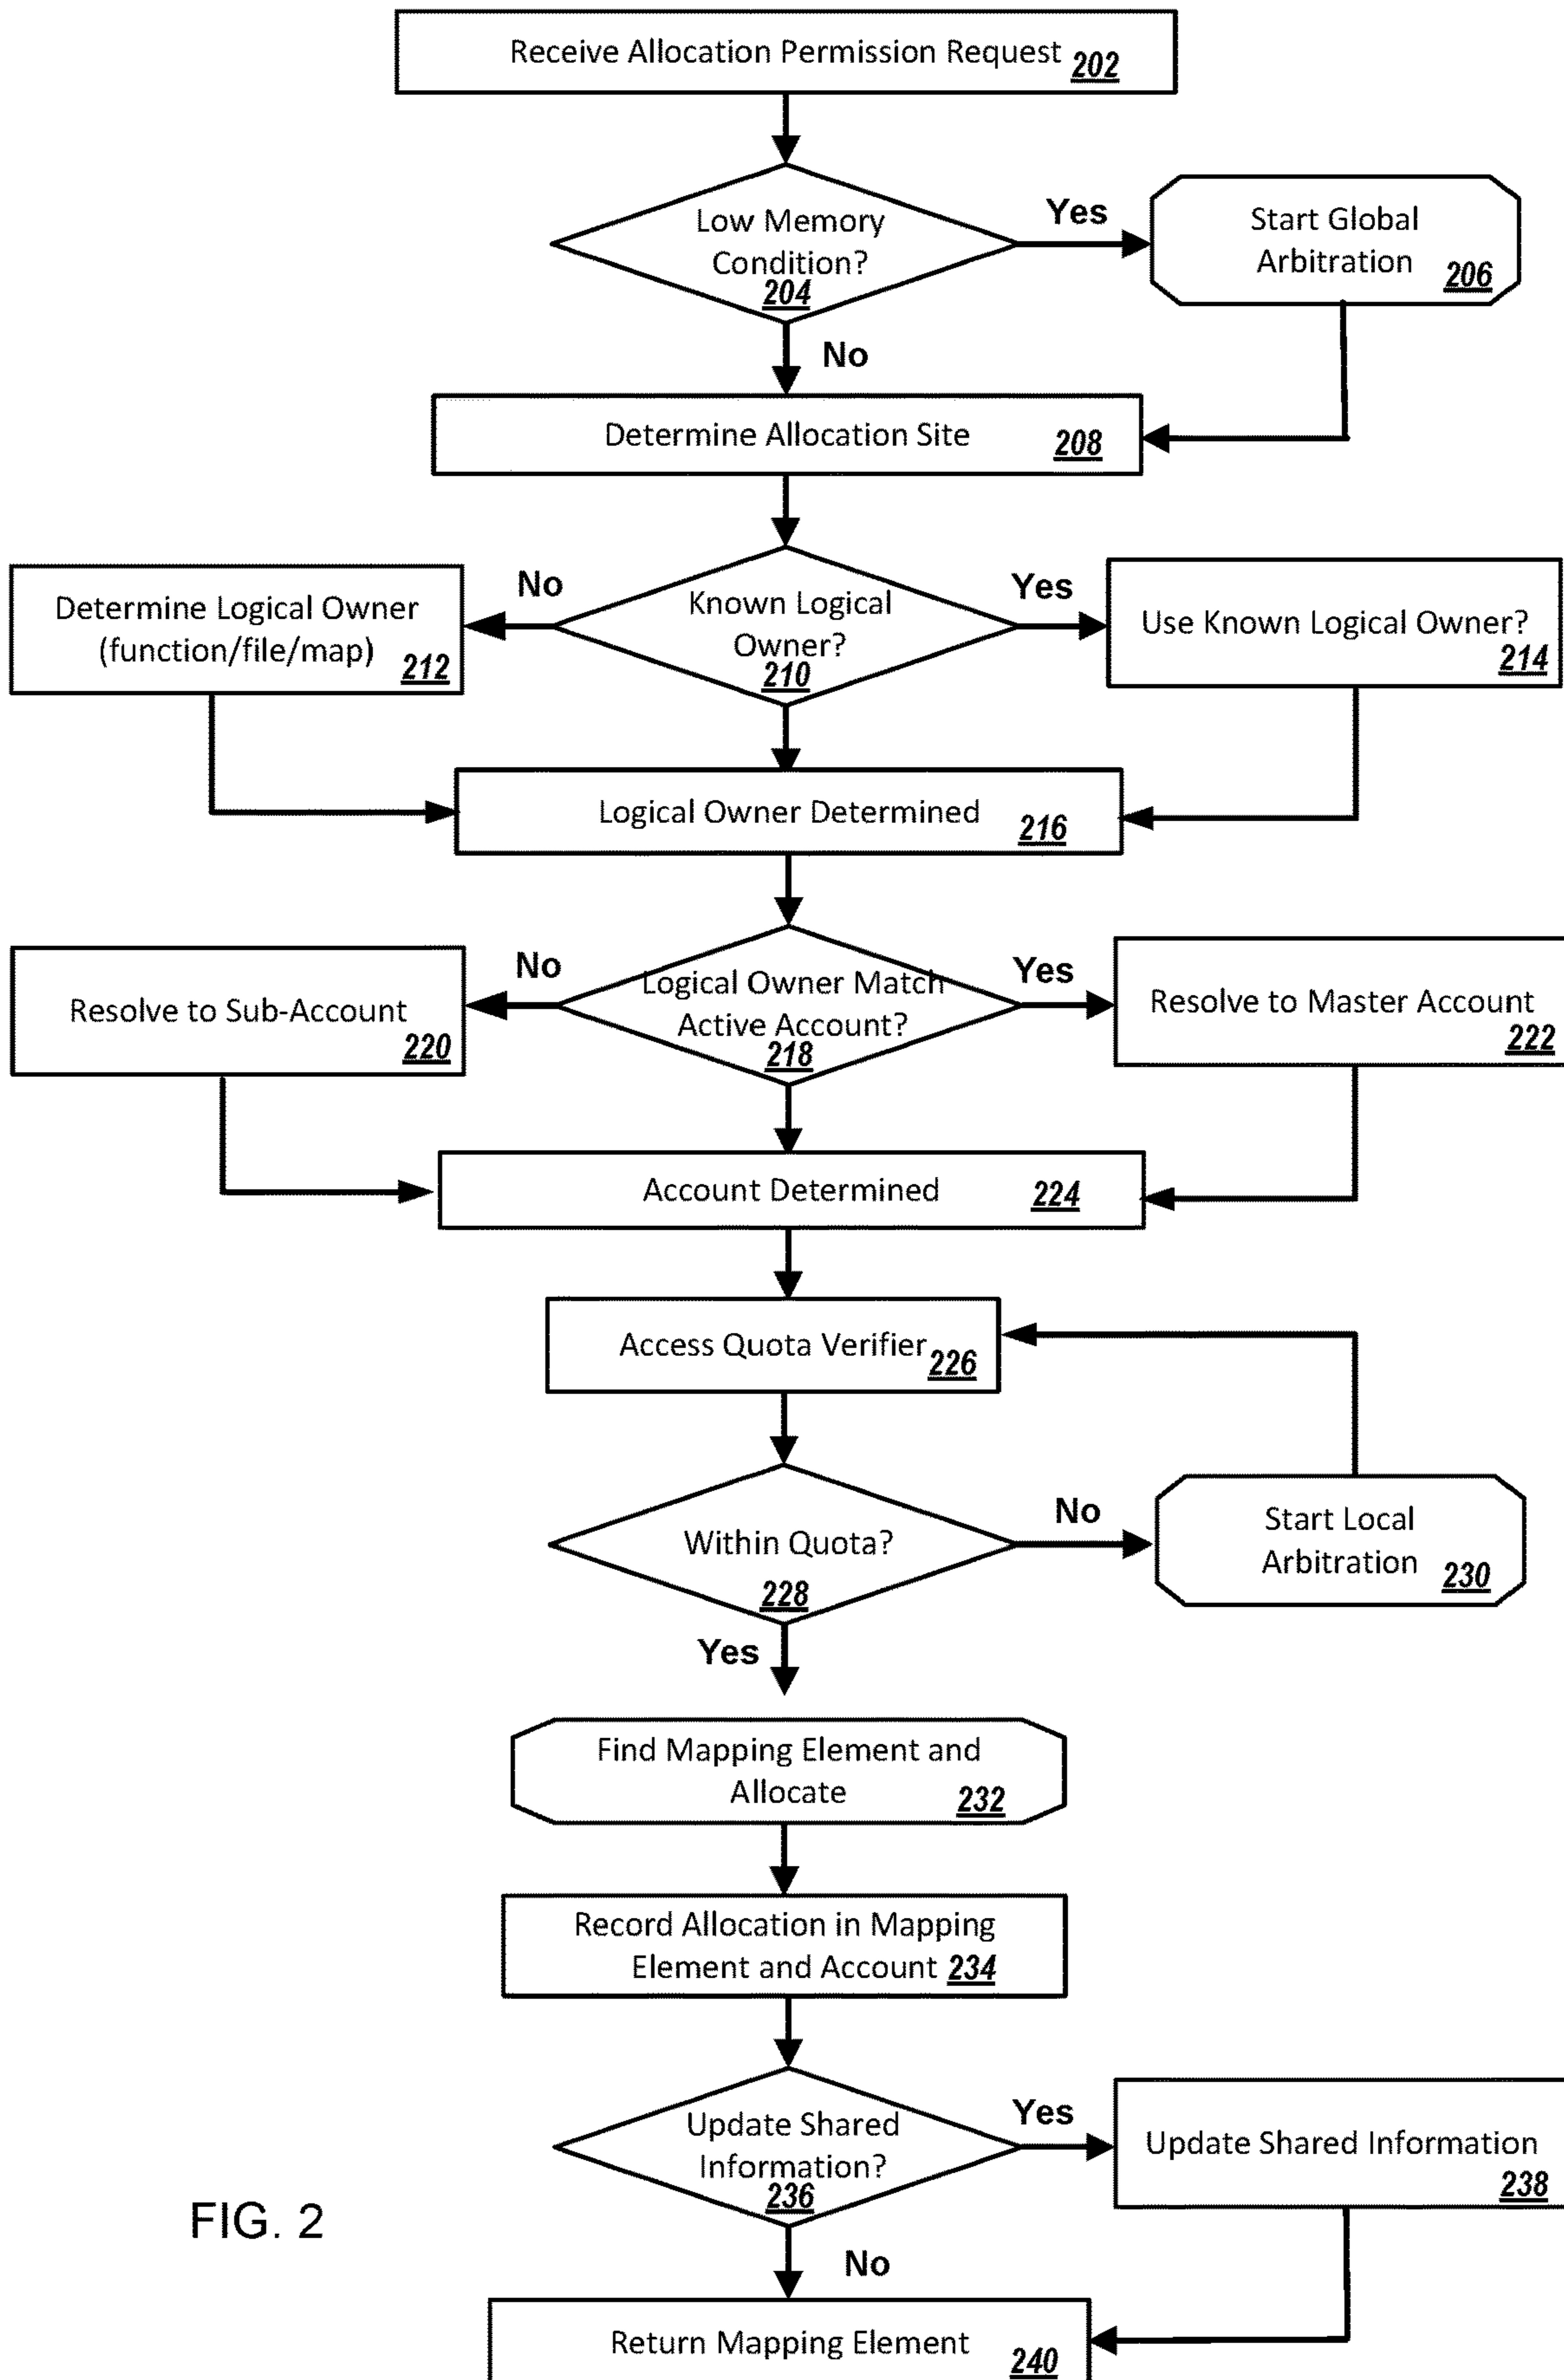 Receive Allocation Permission Request 202
Low Memory
Condition?
204
Yes
Start Global
Arbitration
206
No
Determine Allocation Site 208
No
Yes
Determine Logical Owner
(function/file/map)
212
Known Logical
Owner?
210
Use Known Logical Owner?
214
Logical Owner Determined
216
No
Yes
Resolve to Sub-Account
220
Logical Owner Match
Active Account?
218
Resolve to Master Account
222
Account Determined 224
Access Quota Verifier 226
Within Quota?
228
No
Start Local
Arbitration
230
Yes
Find Mapping Element and
Allocate 232
Record Allocation in Mapping
Element and Account 234
Update Shared
Information?
236
Yes
Update Shared Information
238
FIG. 2
No
Return Mapping Element 240